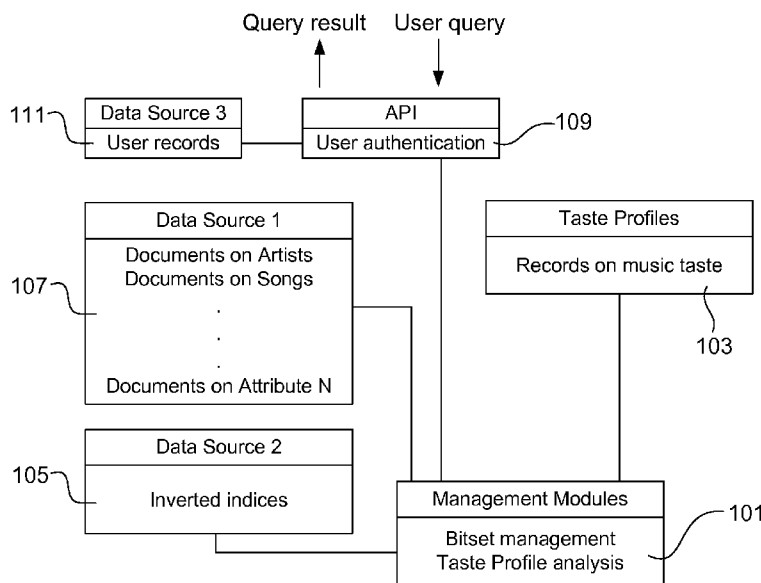 Query result
User query
Data Source 3
User records
111
API
User authentication
109
Data Source 1
Documents on Artists
Documents on Songs
.
.
.
Documents on Attribute N
107
Taste Profiles
Records on music taste
103
Data Source 2
Inverted indices
105
Management Modules
Bitset management
Taste Profile analysis
101